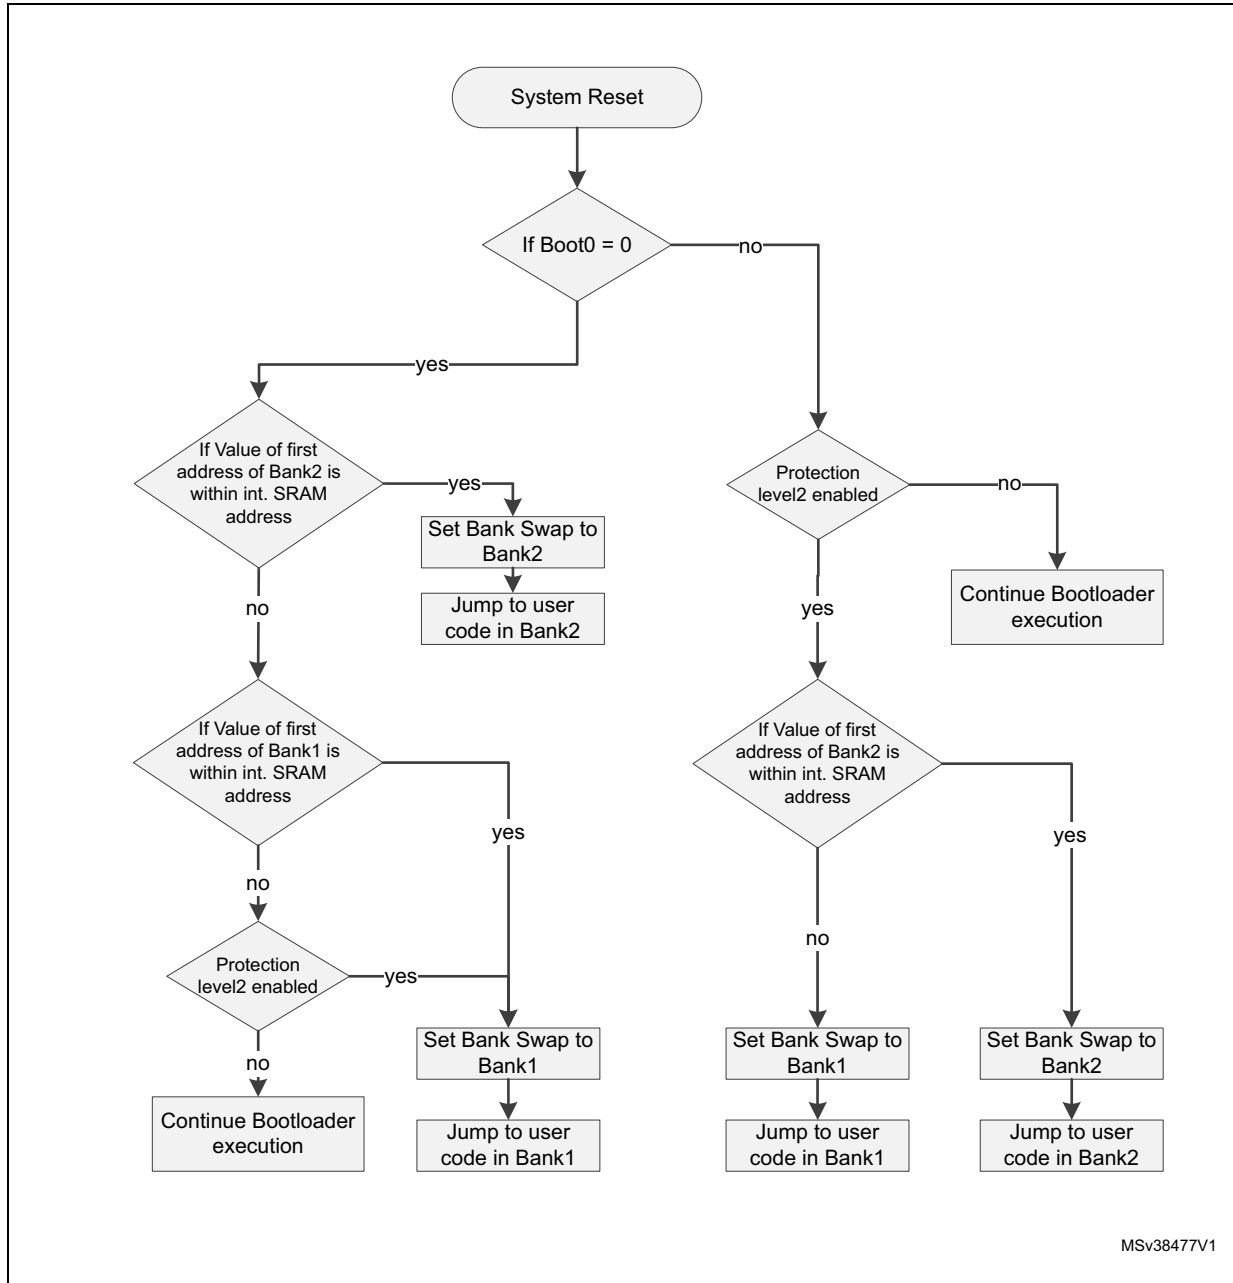 System Reset
If Boot0 = 0
no
yes
If Value of first
address of Bank2 is
within int. SRAM
address
yes
Set Bank Swap to
Bank2
Jump to user
code in Bank2
Protection
level2 enabled
no
Continue Bootloader
execution
no
yes
If Value of first
address of Bank1 is
within int. SRAM
address
yes
If Value of first
address of Bank2 is
within int. SRAM
address
yes
no
no
Protection
level2 enabled
yes
no
Set Bank Swap to
Bank1
Set Bank Swap to
Bank1
Set Bank Swap to
Bank2
Continue Bootloader
execution
Jump to user
code in Bank1
Jump to user
code in Bank1
Jump to user
code in Bank2
MSv38477V1